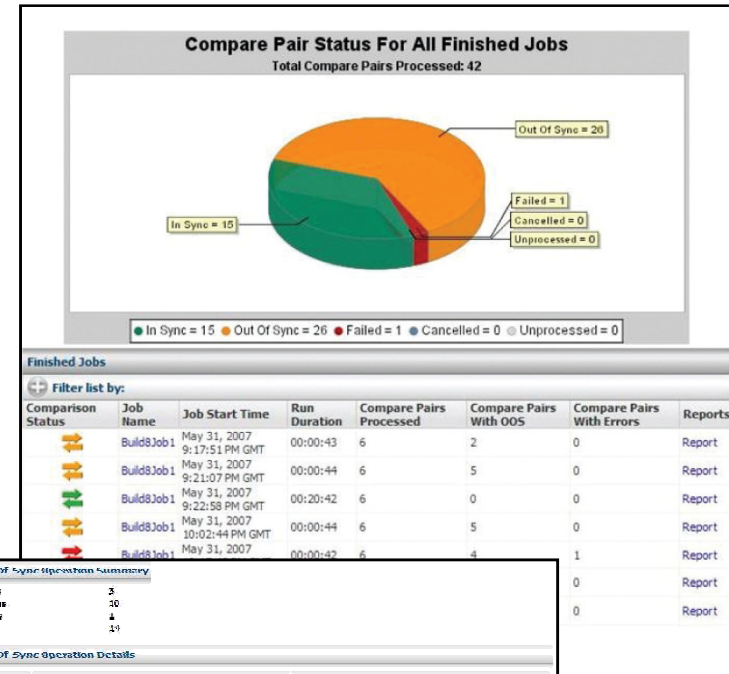 Compare Pair Status For All Finished Jobs
Total Compare Pairs Processed: 42
Out Of Sync = 26
Failed = 1
Cancelled = 0
Unprocessed = 0
In Sync = 15
In Sync = 15 Out Of Sync = 26 Failed = 1 Cancelled = 0 Unprocessed = 0
Finished Jobs
Filter list by:
Comparison Status Job Name Job Start Time Run Duration Compare Pairs Processed Compare Pairs With OOS Compare Pairs With Errors Reports
Build8Job1 May 31, 2007 9:17:51 PM GMT 00:00:43 6 2 0 Report
Build8Job1 May 31, 2007 9:21:07 PM GMT 00:00:44 6 5 0 Report
Build8Job1 May 31, 2007 9:22:58 PM GMT 00:20:42 6 0 0 Report
Build8Job1 May 31, 2007 10:02:44 PM GMT 00:00:44 6 5 0 Report
Build8Job1 May 31, 2007 00:00:42 6 4 1 Report
0 Report
0 Report
Of Sync Operation Summary
3
10
14
Of Sync Operation Details